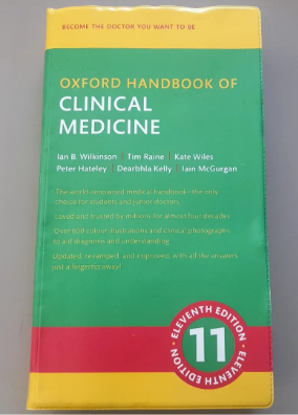 BECOME THE DOCTOR YOU WANT TO BE
OXFORD HANDBOOK OF
CLINICAL
MEDICINE
Ian B. Wilkinson | Tim Raine | Kate Wiles
Peter Hateley | Dearbhla Kelly | Iain McGurgan
The world-renowned medical handbook–the only
choice for students and junior doctors
Loved and trusted by millions for almost four decades
Over 600 colour illustrations and clinical photographs
to aid diagnosis and understanding
Updated, revamped, and improved, with all the answers
just a fingertip away!
ELEVENTH EDITION
11
ELEVENTH EDITION